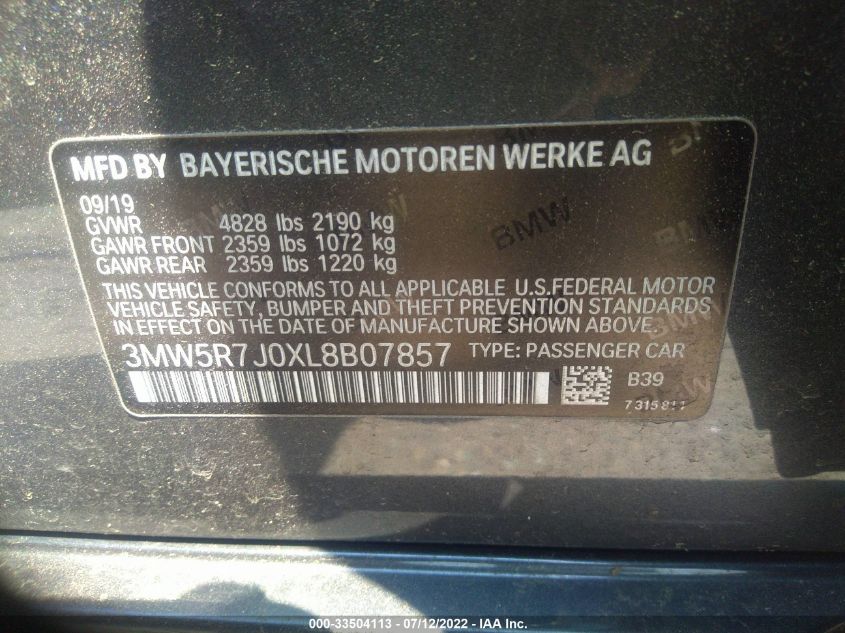 MFD BY BAYERISCHE MOTOREN WERKE AG
09/19
GVWR 4828 lbs 2190 kg
GAWR FRONT 2359 lbs 1072 kg
GAWR REAR 2359 lbs 1220 kg
THIS VEHICLE CONFORMS TO ALL APPLICABLE U.S.FEDERAL MOTOR
VEHICLE SAFETY, BUMPER AND THEFT PREVENTION STANDARDS
IN EFFECT ON THE DATE OF MANUFACTURE SHOWN ABOVE.
3MW5R7J0XL8B07857 TYPE: PASSENGER CAR
B39
7315811
BMW
000-33504113 - 07/12/2022 - IAA Inc.